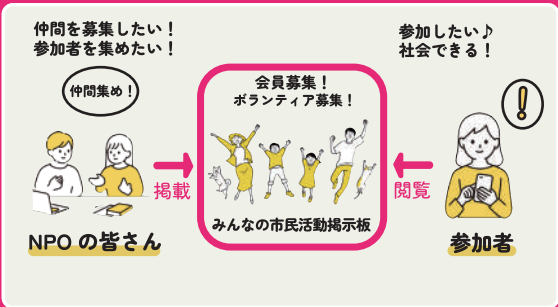 仲間を募集したい！
参加者を集めたい！
仲間集め！
NPOの皆さん
掲載
会員募集！
ボランティア募集！
みんなの市民活動掲示板
閲覧
参加したい♪
社会できる！
！
参加者